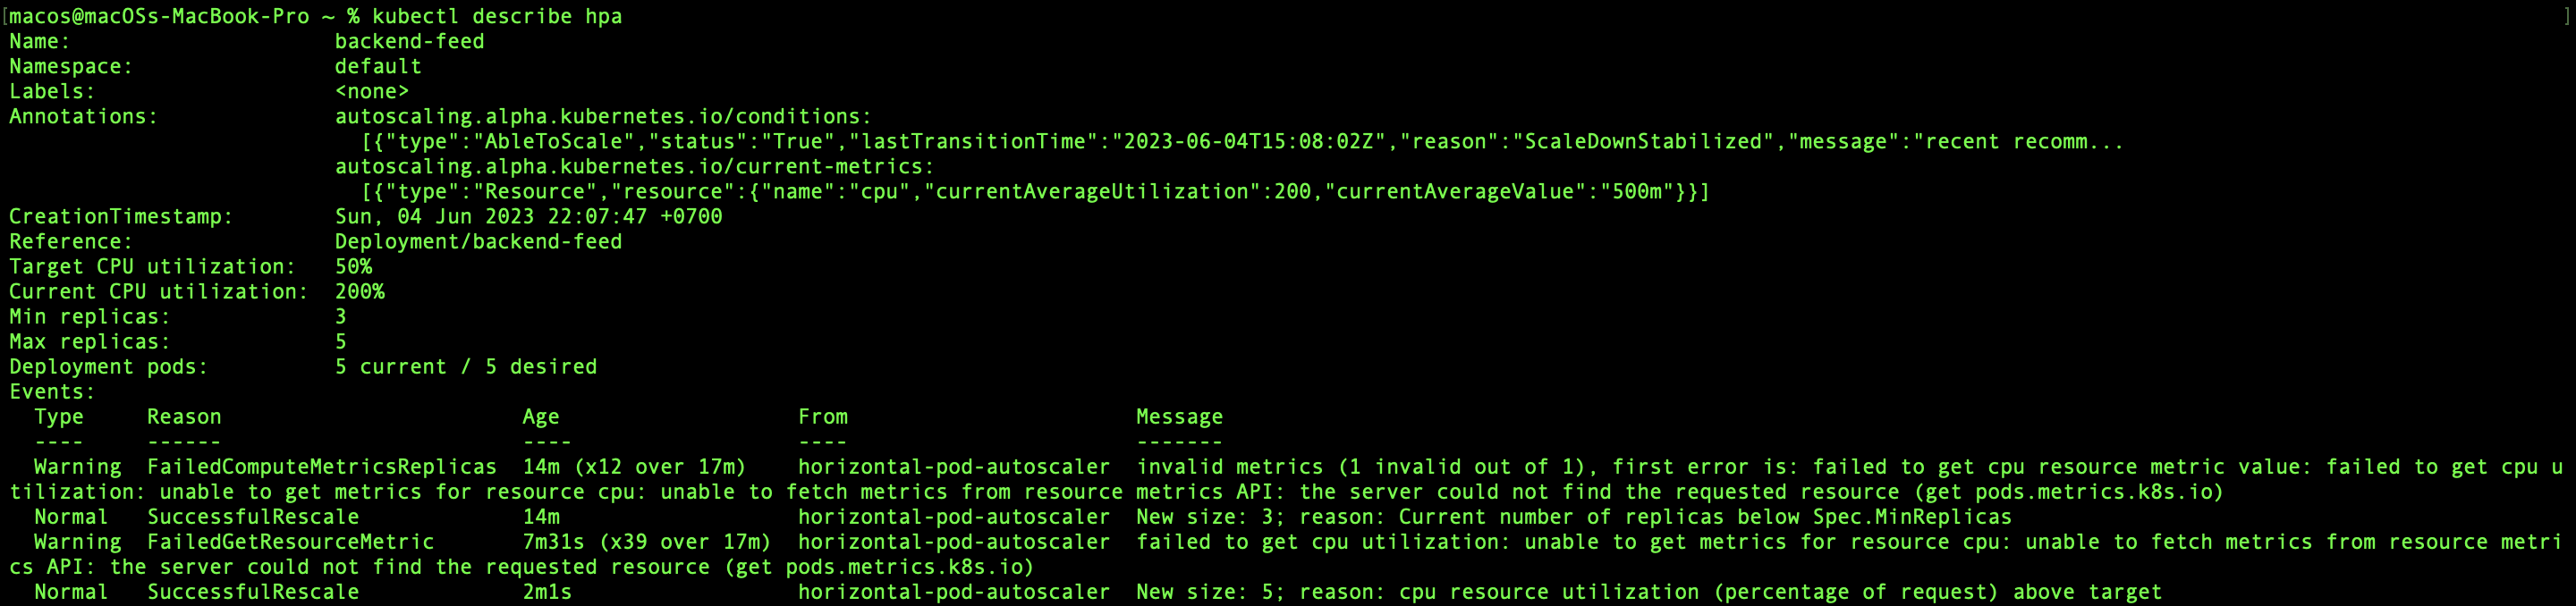 [macos@macOSs-MacBook-Pro ~ % kubectl describe hpa ]
Name: backend-feed
Namespace: default
Labels: <none>
Annotations: autoscaling.alpha.kubernetes.io/conditions:
[{"type":"AbleToScale","status":"True","lastTransitionTime":"2023-06-04T15:08:02Z","reason":"ScaleDownStabilized","message":"recent recomm...
autoscaling.alpha.kubernetes.io/current-metrics:
[{"type":"Resource","resource":{"name":"cpu","currentAverageUtilization":200,"currentAverageValue":"500m"}}]
CreationTimestamp: Sun, 04 Jun 2023 22:07:47 +0700
Reference: Deployment/backend-feed
Target CPU utilization: 50%
Current CPU utilization: 200%
Min replicas: 3
Max replicas: 5
Deployment pods: 5 current / 5 desired
Events:
Type Reason Age From Message
---- ------ ---- ---- -------
Warning FailedComputeMetricsReplicas 14m (x12 over 17m) horizontal-pod-autoscaler invalid metrics (1 invalid out of 1), first error is: failed to get cpu resource metric value: failed to get cpu u
tilization: unable to get metrics for resource cpu: unable to fetch metrics from resource metrics API: the server could not find the requested resource (get pods.metrics.k8s.io)
Normal SuccessfulRescale 14m horizontal-pod-autoscaler New size: 3; reason: Current number of replicas below Spec.MinReplicas
Warning FailedGetResourceMetric 7m31s (x39 over 17m) horizontal-pod-autoscaler failed to get cpu utilization: unable to get metrics for resource cpu: unable to fetch metrics from resource metri
cs API: the server could not find the requested resource (get pods.metrics.k8s.io)
Normal SuccessfulRescale 2m1s horizontal-pod-autoscaler New size: 5; reason: cpu resource utilization (percentage of request) above target